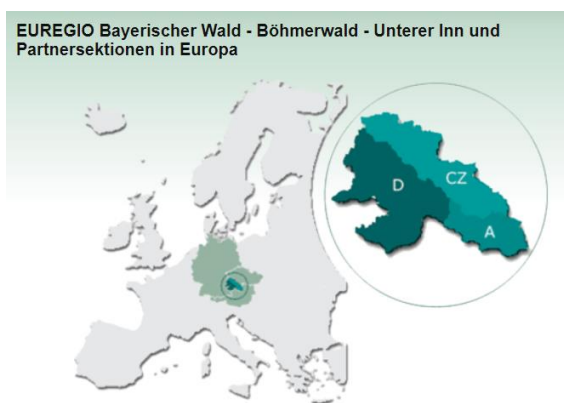 EUREGIO Bayerischer Wald - Böhmerwald - Unterer Inn und
Partnersektionen in Europa
D
CZ
A